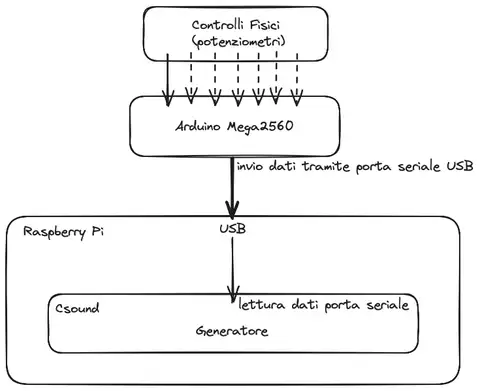 Controlli Fisici
(potenziometri)
Arduino Mega2560
invio dati tramite porta seriale USB
Raspberry Pi
USB
Csound
lettura dati porta seriale
Generatore